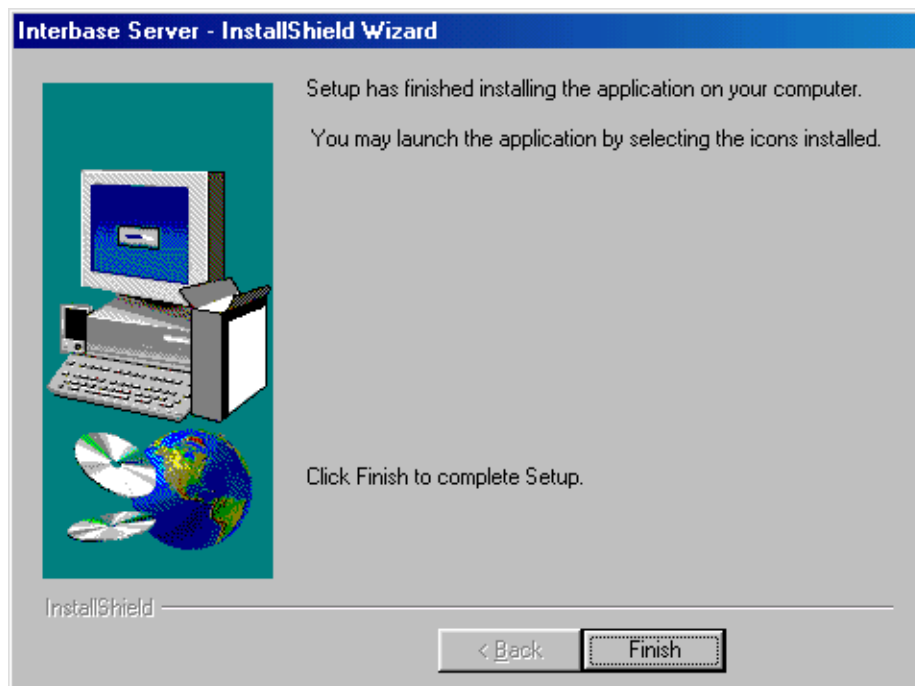 Interbase Server - InstallShield Wizard
Setup has finished installing the application on your computer.
You may launch the application by selecting the icons installed.
Click Finish to complete Setup.
InstallShield
< Back
Finish